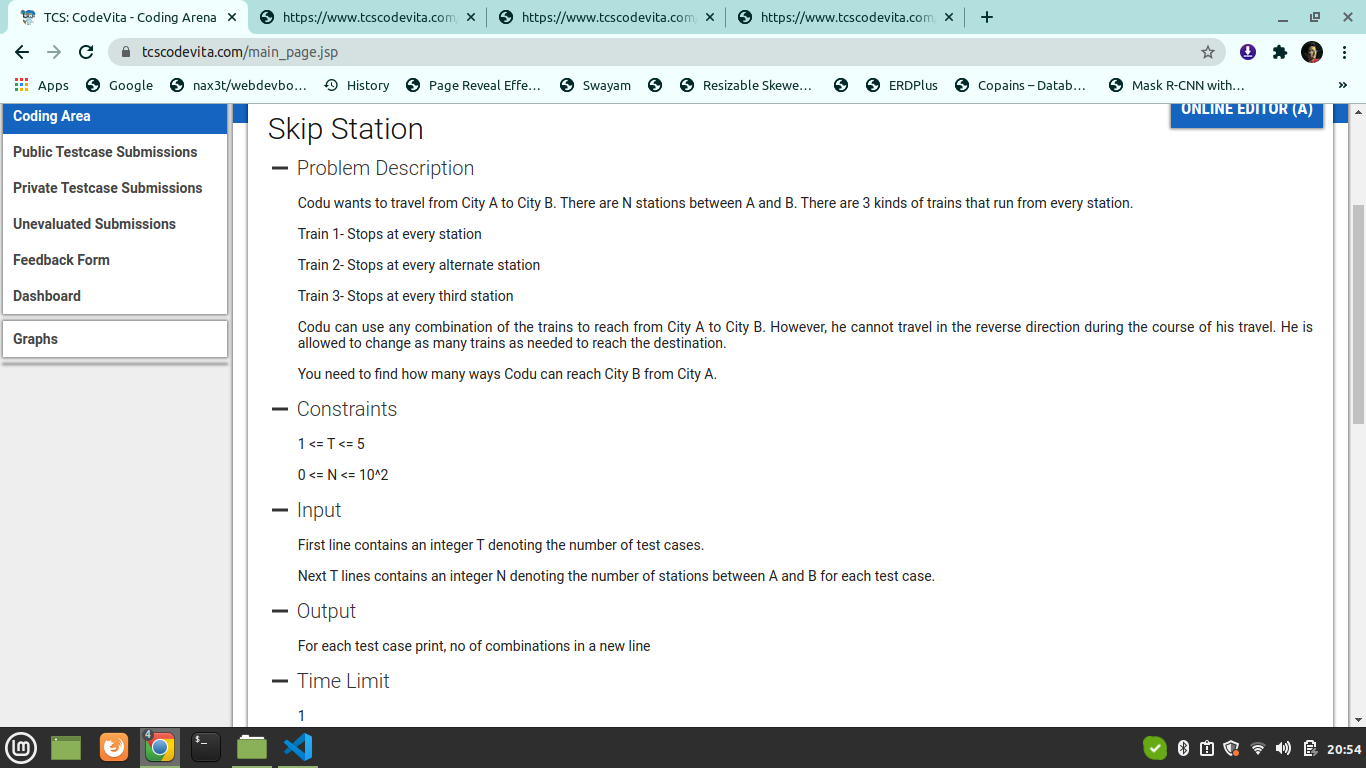 TCS: CodeVita - Coding Arena
https://www.tcscodevita.com
https://www.tcscodevita.com
https://www.tcscodevita.com
tcscodevita.com/main_page.jsp
Apps Google nax3t/webdevbo… History Page Reveal Effe… Swayam Resizable Skewe… ERDPlus Copains – Datab… Mask R-CNN with… »
Coding Area
Public Testcase Submissions
Private Testcase Submissions
Unevaluated Submissions
Feedback Form
Dashboard
Graphs
ONLINE EDITOR (A)
Skip Station
Problem Description
Codu wants to travel from City A to City B. There are N stations between A and B. There are 3 kinds of trains that run from every station.
Train 1- Stops at every station
Train 2- Stops at every alternate station
Train 3- Stops at every third station
Codu can use any combination of the trains to reach from City A to City B. However, he cannot travel in the reverse direction during the course of his travel. He is
allowed to change as many trains as needed to reach the destination.
You need to find how many ways Codu can reach City B from City A.
Constraints
1 <= T <= 5
0 <= N <= 10^2
Input
First line contains an integer T denoting the number of test cases.
Next T lines contains an integer N denoting the number of stations between A and B for each test case.
Output
For each test case print, no of combinations in a new line
Time Limit
1
4
$_
20:54